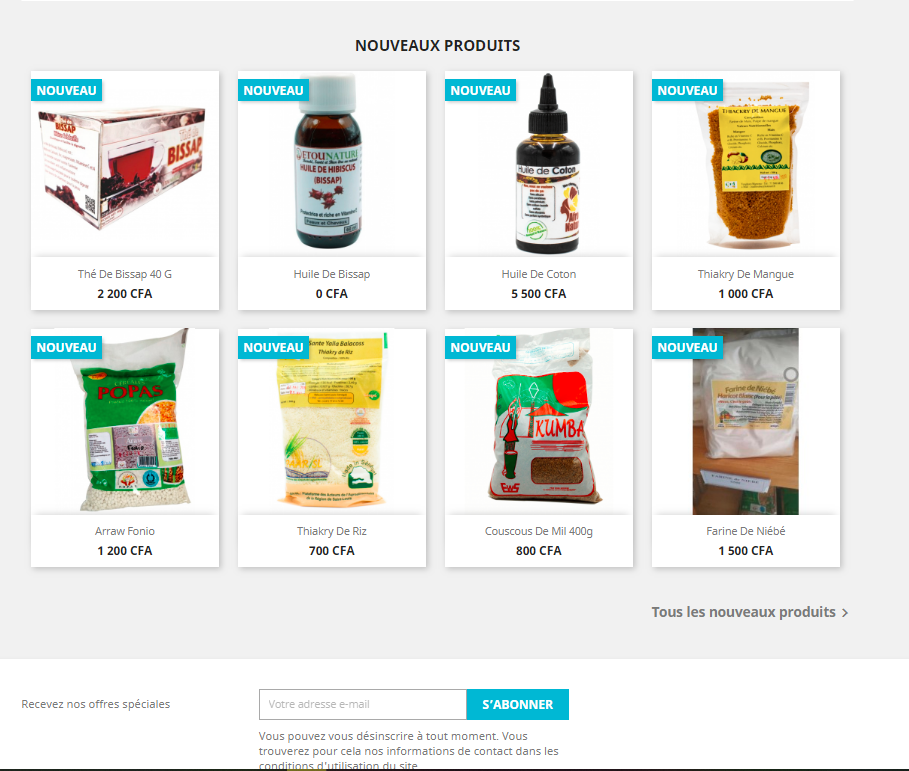 NOUVEAUX PRODUITS
NOUVEAU
NOUVEAU
NOUVEAU
NOUVEAU
BISSAP
BISSAP
ETOUNATURE
HUILE DE HIBISCUS
(BISSAP)
Huile de Coton
THIACKRY DE MANGUE
Thé De Bissap 40 G
Huile De Bissap
Huile De Coton
Thiakry De Mangue
2 200 CFA
0 CFA
5 500 CFA
1 000 CFA
NOUVEAU
NOUVEAU
NOUVEAU
NOUVEAU
POPAS
Arraw
Fonio
Thiakry de Riz
KUMBA
Farine de Niébé
Arraw Fonio
Thiakry De Riz
Couscous De Mil 400g
Farine De Niébé
1 200 CFA
700 CFA
800 CFA
1 500 CFA
Tous les nouveaux produits
Recevez nos offres spéciales
Votre adresse e-mail
S'ABONNER
Vous pouvez vous désinscrire à tout moment. Vous
trouverez pour cela nos informations de contact dans les
conditions d'utilisation du site.